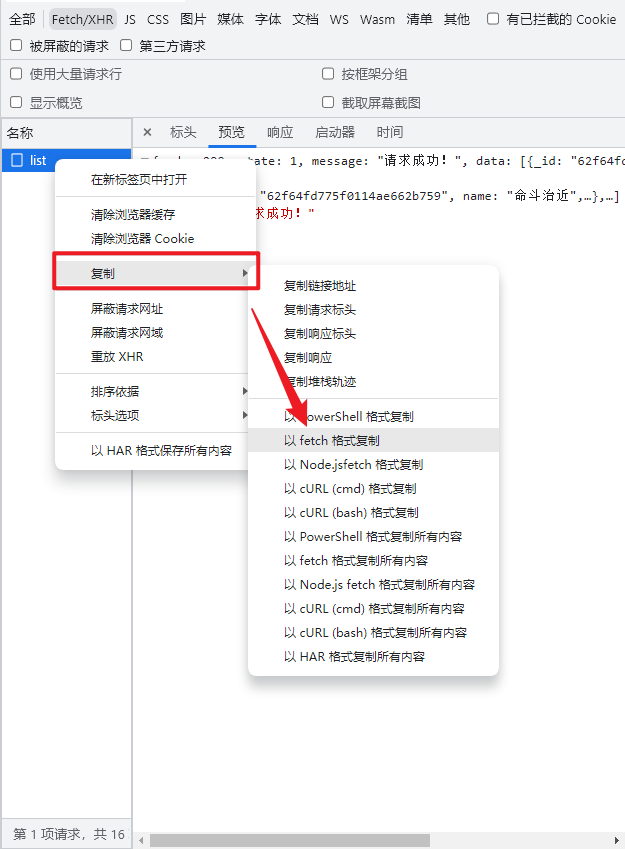 全部 Fetch/XHR JS CSS 图片 媒体 字体 文档 WS Wasm 清单 其他 有已拦截的 Cookie
被屏蔽的请求 第三方请求
使用大量请求行 按框架分组
显示概览 截取屏幕截图
名称 × 标头 预览 响应 启动器 时间
list 1, message: "请求成功！", data: [{_id: "62f64fd
在新标签页中打开
"62f64fd775f0114ae662b759", name: "命斗治近",…},…]
清除浏览器缓存 求成功！"
清除浏览器 Cookie
复制
复制链接地址
屏蔽请求网址 复制请求标头
屏蔽请求网域 复制响应标头
重放 XHR 复制响应
复制堆栈轨迹
排序依据
标头选项 以 PowerShell 格式复制
以 fetch 格式复制
以 HAR 格式保存所有内容
以 Node.jsfetch 格式复制
以 cURL (cmd) 格式复制
以 cURL (bash) 格式复制
以 PowerShell 格式复制所有内容
以 fetch 格式复制所有内容
以 Node.js fetch 格式复制所有内容
以 cURL (cmd) 格式复制所有内容
以 cURL (bash) 格式复制所有内容
以 HAR 格式复制所有内容
第 1 项请求，共 16